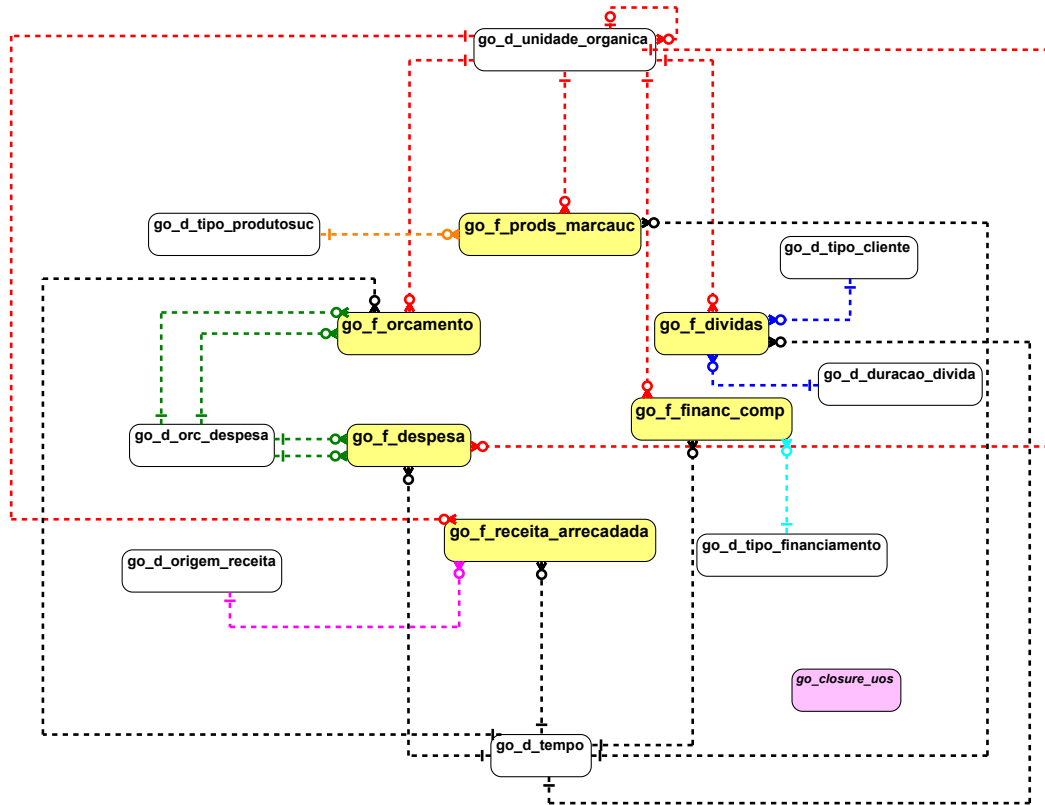 go_d_unidade_organica
go_d_tipo_produtosuc
go_f_prods_marcauc
go_d_tipo_cliente
go_f_orcamento
go_f_dividas
go_d_duracao_divida
go_f_financ_comp
go_d_orc_despesa
go_f_despesa
go_f_receita_arrecadada
go_d_tipo_financiamento
go_d_origem_receita
go_closure_uos
go_d_tempo